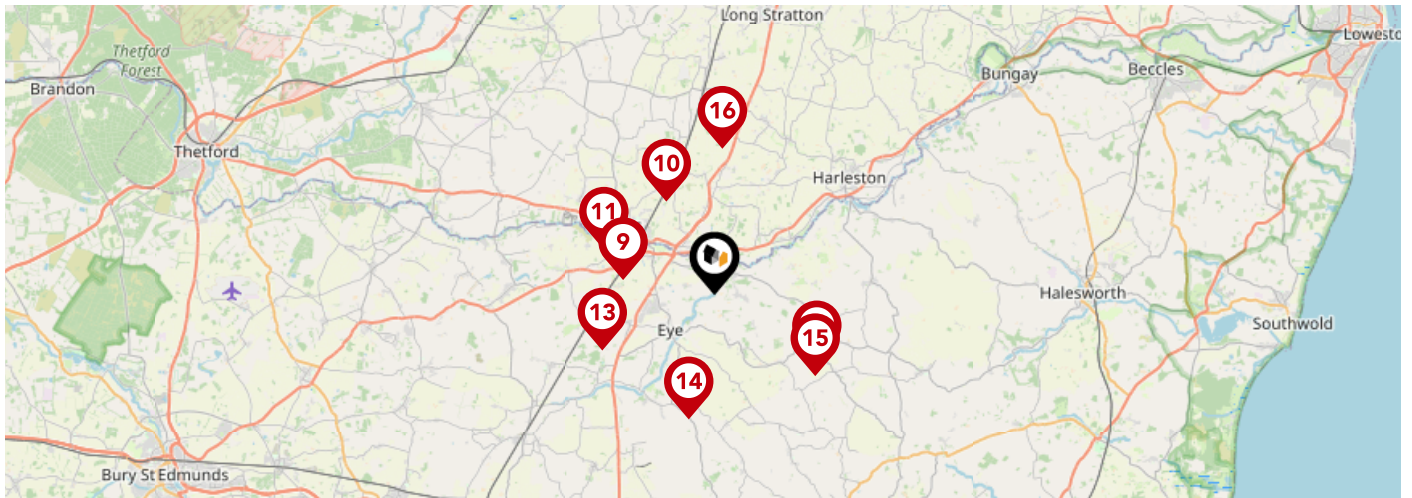 Long Stratton
Lowesto
Thetford
Forest
Brandon
Bungay
Beccles
16
Thetford
10
Harleston
11
9
13
Halesworth
Southwold
Eye
15
14
Bury St Edmunds